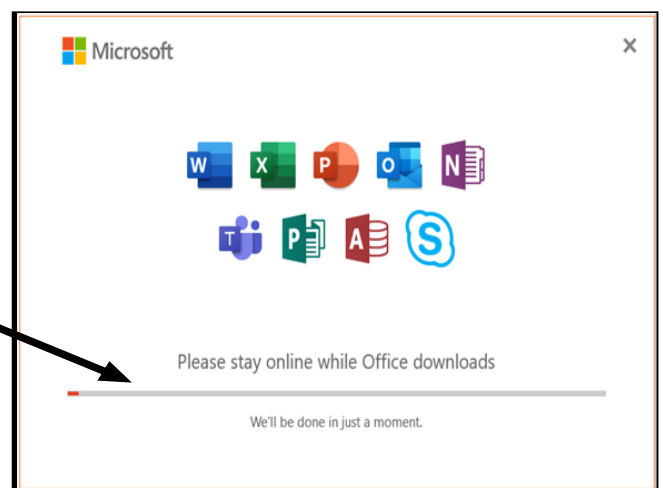 Microsoft
W X P O N
T P A S
Please stay online while Office downloads
We'll be done in just a moment.